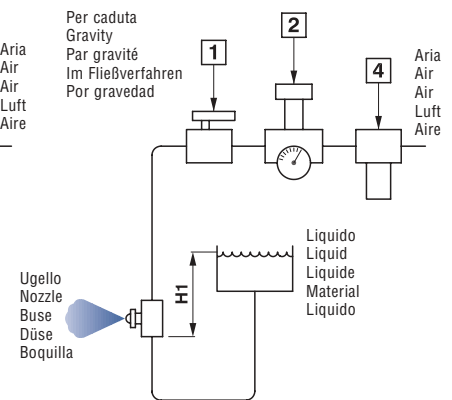 Aria
Air
Air
Luft
Aire
Per caduta
Gravity
Par gravité
Im Fließverfahren
Por gravedad
1
2
4
Aria
Air
Air
Luft
Aire
Liquido
Liquid
Liquide
Material
Liquido
H1
Ugello
Nozzle
Buse
Düse
Boquilla